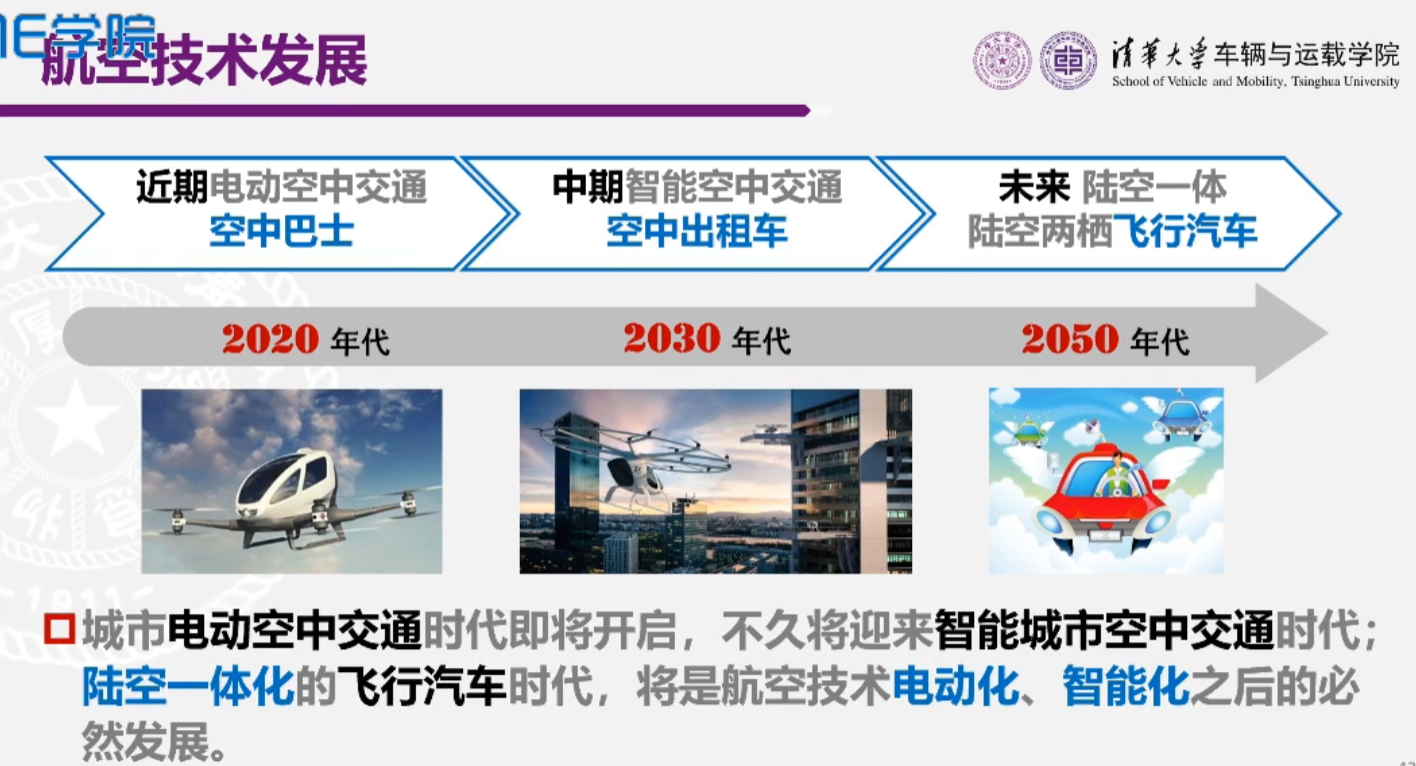 E学院
航空技术发展
清华大学车辆与运载学院
School of Vehicle and Mobility, Tsinghua University
近期电动空中交通
空中巴士
中期智能空中交通
空中出租车
未来 陆空一体
陆空两栖飞行汽车
2020 年代
2030 年代
2050 年代
城市电动空中交通时代即将开启，不久将迎来智能城市空中交通时代；
陆空一体化的飞行汽车时代，将是航空技术电动化、智能化之后的必
然发展。